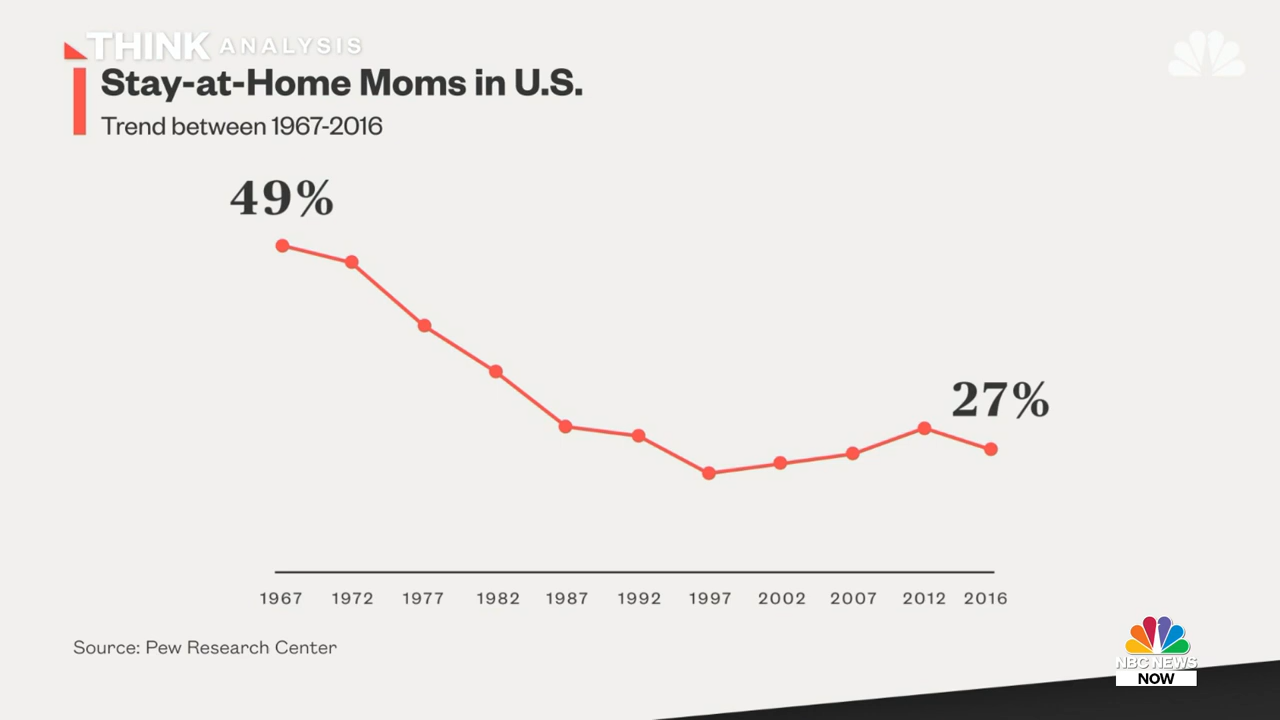 THINK ANALYSIS
Stay-at-Home Moms in U.S.
Trend between 1967-2016
49%
27%
1967 1972 1977 1982 1987 1992 1997 2002 2007 2012 2016
Source: Pew Research Center
NBC NEWS
NOW